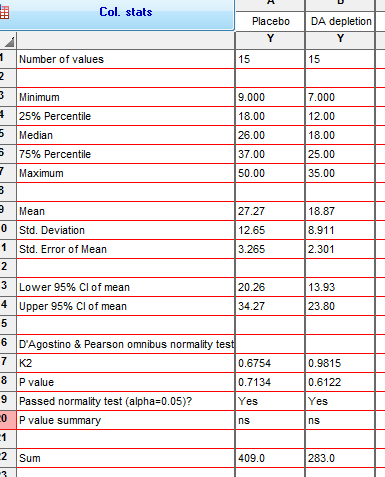 Col. stats
A B
Placebo DA depletion
Y Y
1 Number of values 15 15
2
3 Minimum 9.000 7.000
4 25% Percentile 18.00 12.00
5 Median 26.00 18.00
6 75% Percentile 37.00 25.00
7 Maximum 50.00 35.00
8
9 Mean 27.27 18.87
0 Std. Deviation 12.65 8.911
1 Std. Error of Mean 3.265 2.301
2
3 Lower 95% CI of mean 20.26 13.93
4 Upper 95% CI of mean 34.27 23.80
5
6 D'Agostino & Pearson omnibus normality test
7 K2 0.6754 0.9815
8 P value 0.7134 0.6122
9 Passed normality test (alpha=0.05)? Yes Yes
20 P value summary ns ns
21
22 Sum 409.0 283.0
23